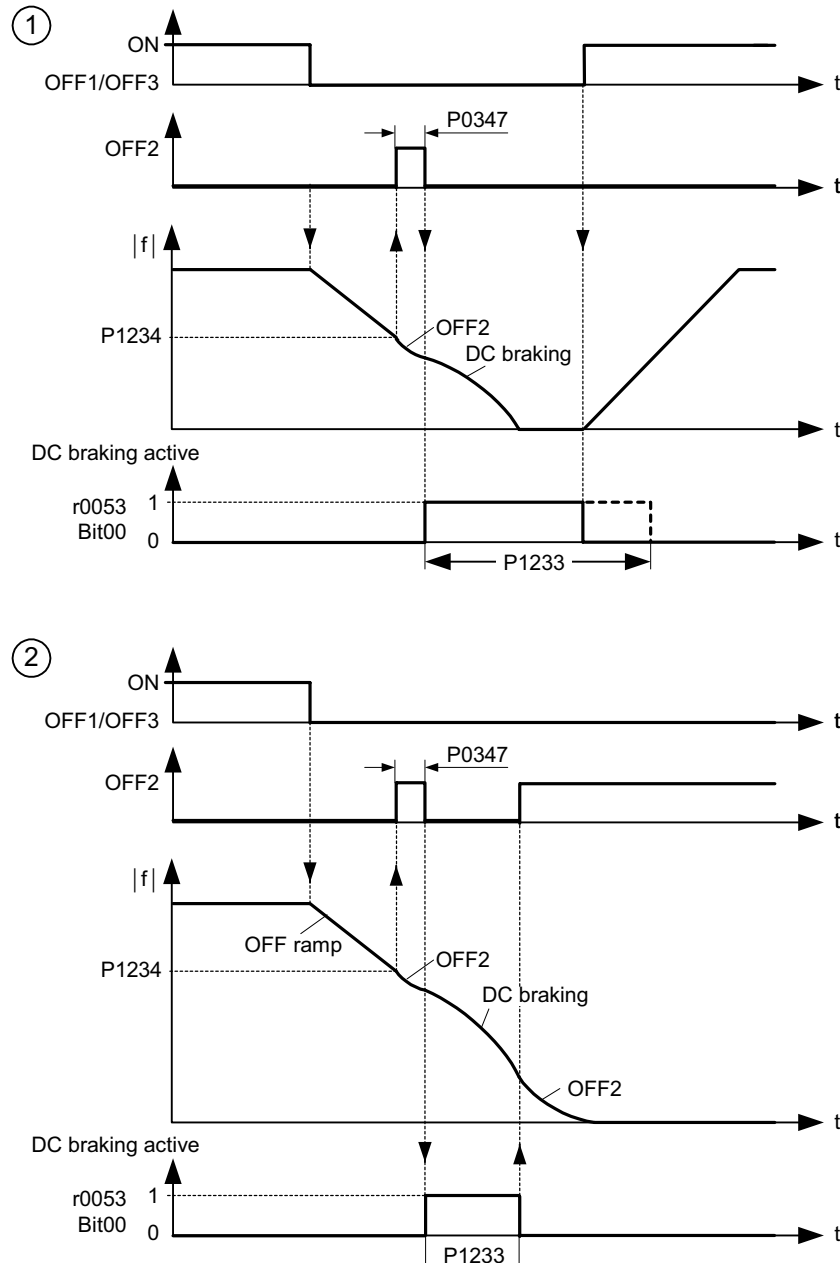 1
ON
OFF1/OFF3
t
P0347
OFF2
t
|f|
P1234
OFF2
DC braking
t
DC braking active
r0053 1
Bit00 0
t
P1233
2
ON
OFF1/OFF3
t
P0347
OFF2
t
|f|
OFF ramp
P1234
OFF2
DC braking
OFF2
t
DC braking active
r0053 1
Bit00 0
t
P1233